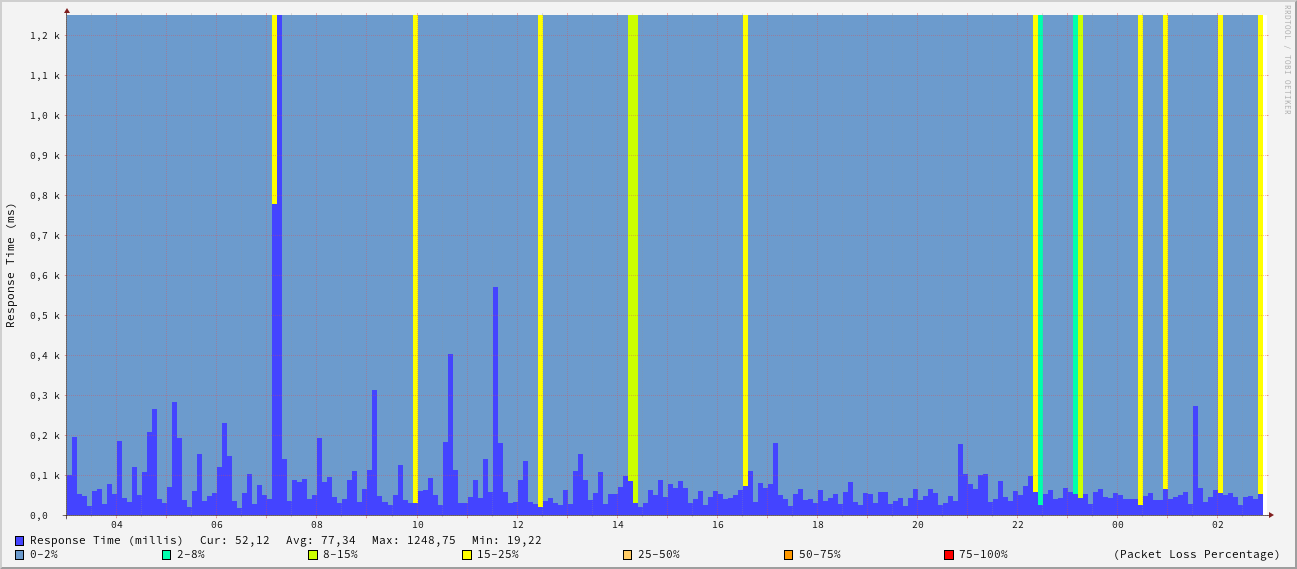 RRDTOOL / TOBI OETIKER
Response Time (ms)
1,2 k
1,1 k
1,0 k
0,9 k
0,8 k
0,7 k
0,6 k
0,5 k
0,4 k
0,3 k
0,2 k
0,1 k
0,0
04 06 08 10 12 14 16 18 20 22 00 02
Response Time (millis) Cur: 52,12 Avg: 77,34 Max: 1248,75 Min: 19,22
0-2% 2-8% 8-15% 15-25% 25-50% 50-75% 75-100% (Packet Loss Percentage)